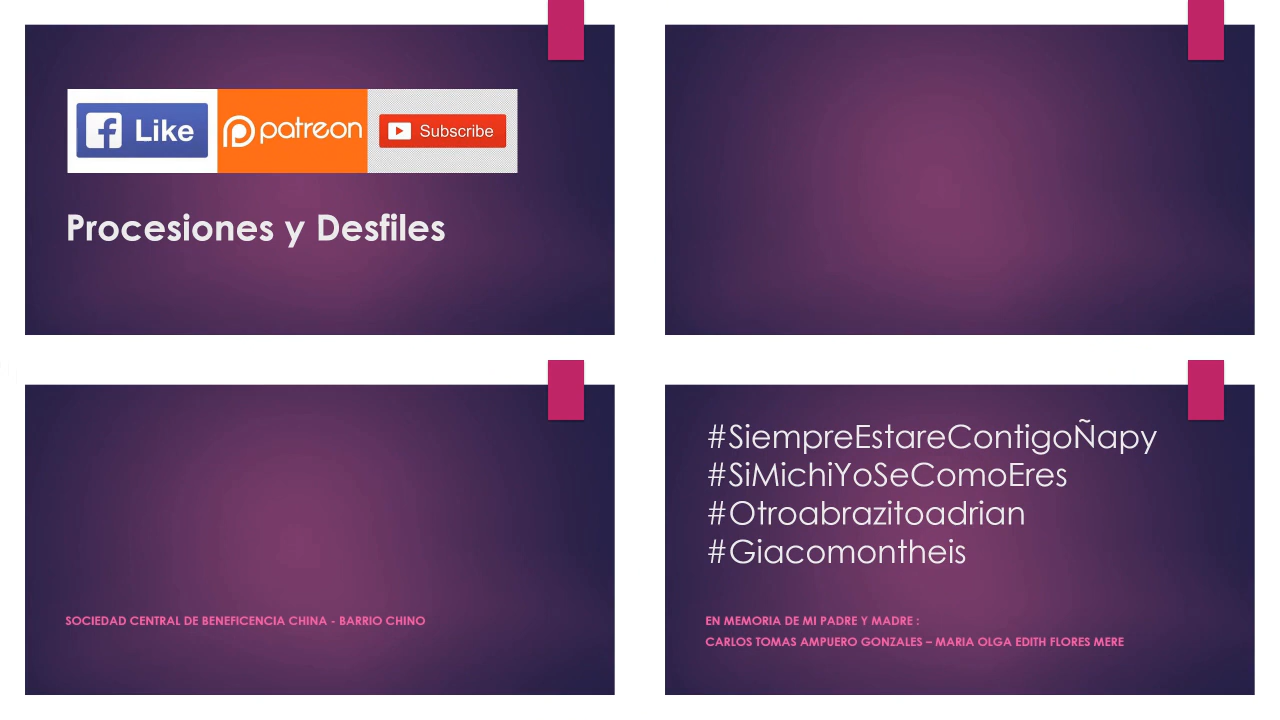 Like
patreon
Subscribe
Procesiones y Desfiles
SOCIEDAD CENTRAL DE BENEFICENCIA CHINA - BARRIO CHINO
#SiempreEstareContigoÑapy
#SiMichiYoSeComoEres
#Otroabrazitoadrian
#Giacomontheis
EN MEMORIA DE MI PADRE Y MADRE :
CARLOS TOMAS AMPUERO GONZALES – MARIA OLGA EDITH FLORES MERE